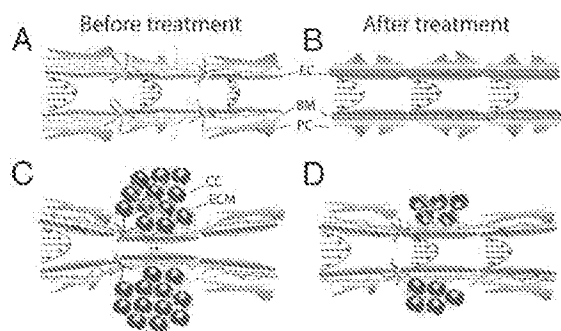 Before treatment
After treatment
A
B
EC
BM
PC
C
D
CC
ECM